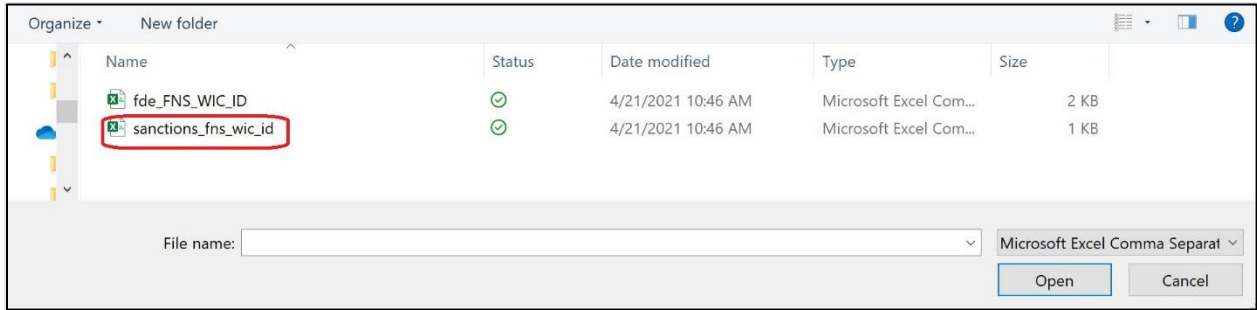 Organize New folder ?
Name Status Date modified Type Size
fde_FNS_WIC_ID 4/21/2021 10:46 AM Microsoft Excel Com... 2 KB
sanctions_fns_wic_id 4/21/2021 10:46 AM Microsoft Excel Com... 1 KB
File name: Microsoft Excel Comma Separat
Open Cancel